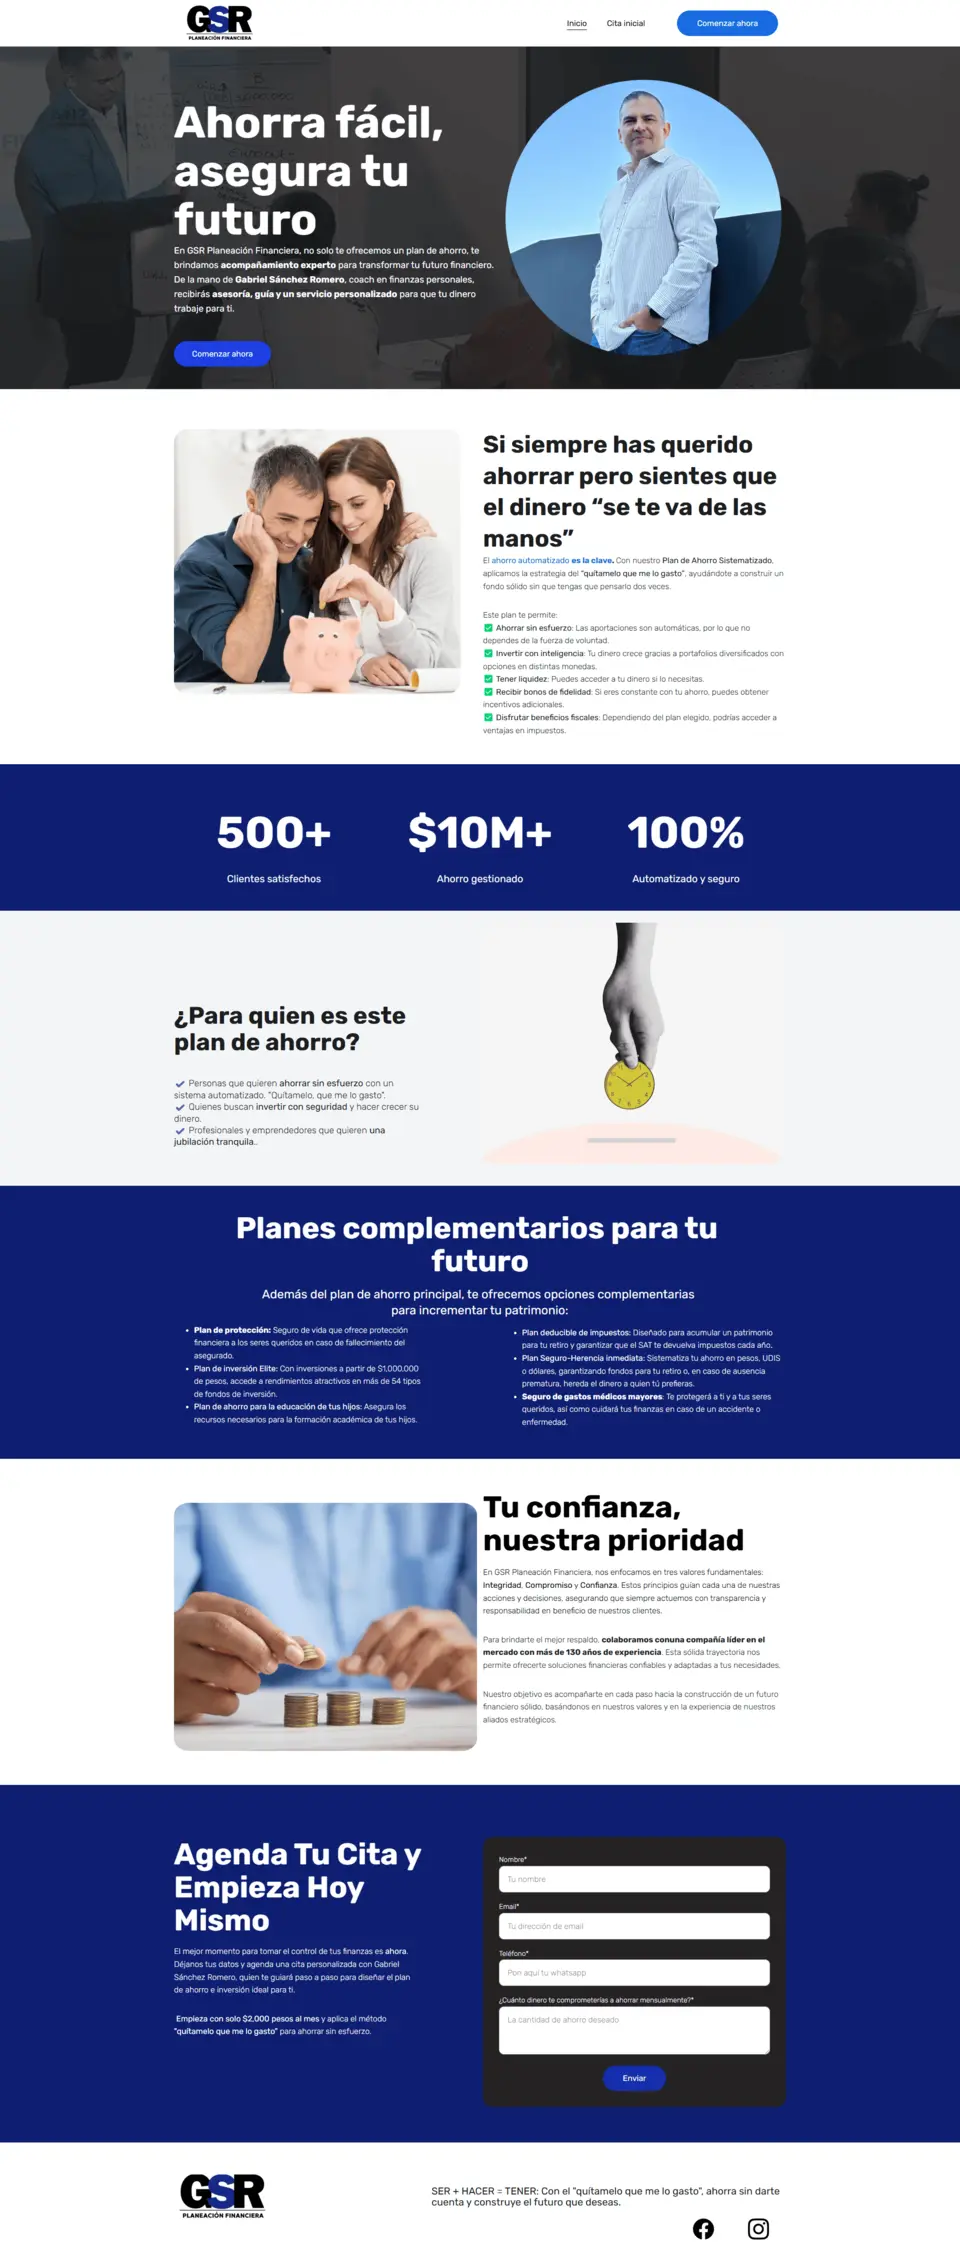 GSR
PLANEACIÓN FINANCIERA
Inicio
Cita inicial
Comenzar ahora
Ahorra fácil,
asegura tu
futuro
En GSR Planeación Financiera, no solo te ofrecemos un plan de ahorro, te
brindamos acompañamiento experto para transformar tu futuro financiero.
De la mano de Gabriel Sánchez Romero, coach en finanzas personales,
recibirás asesoría, guía y un servicio personalizado para que tu dinero
trabaje para ti.
Comenzar ahora
Si siempre has querido
ahorrar pero sientes que
el dinero “se te va de las
manos”
El ahorro automatizado es la clave. Con nuestro Plan de Ahorro Sistematizado,
aplicamos la estrategia del "quítamelo que me lo gasto", ayudándote a construir un
fondo sólido sin que tengas que pensarlo dos veces.
Este plan te permite:
✅ Ahorrar sin esfuerzo: Las aportaciones son automáticas, por lo que no
dependes de la fuerza de voluntad.
✅ Invertir con inteligencia: Tu dinero crece gracias a portafolios diversificados con
opciones en distintas monedas.
✅ Tener liquidez: Puedes acceder a tu dinero si lo necesitas.
✅ Recibir bonos de fidelidad: Si eres constante con tu ahorro, puedes obtener
incentivos adicionales.
✅ Disfrutar beneficios fiscales: Dependiendo del plan elegido, podrías acceder a
ventajas en impuestos.
500+
Clientes satisfechos
$10M+
Ahorro gestionado
100%
Automatizado y seguro
¿Para quien es este
plan de ahorro?
✔ Personas que quieren ahorrar sin esfuerzo con un
sistema automatizado. "Quítamelo, que me lo gasto".
✔ Quienes buscan invertir con seguridad y hacer crecer su
dinero.
✔ Profesionales y emprendedores que quieren una
jubilación tranquila..
Planes complementarios para tu
futuro
Además del plan de ahorro principal, te ofrecemos opciones complementarias
para incrementar tu patrimonio:
• Plan de protección: Seguro de vida que ofrece protección
financiera a los seres queridos en caso de fallecimiento del
asegurado.
• Plan de inversión Elite: Con inversiones a partir de $1,000,000
de pesos, accede a rendimientos atractivos en más de 54 tipos
de fondos de inversión.
• Plan de ahorro para la educación de tus hijos: Asegura los
recursos necesarios para la formación académica de tus hijos.
• Plan deducible de impuestos: Diseñado para acumular un patrimonio
para tu retiro y garantizar que el SAT te devuelva impuestos cada año.
• Plan Seguro-Herencia inmediata: Sistematiza tu ahorro en pesos, UDIS
o dólares, garantizando fondos para tu retiro o, en caso de ausencia
prematura, hereda el dinero a quien tú prefieras.
• Seguro de gastos médicos mayores: Te protegerá a ti y a tus seres
queridos, así como cuidará tus finanzas en caso de un accidente o
enfermedad.
Tu confianza,
nuestra prioridad
En GSR Planeación Financiera, nos enfocamos en tres valores fundamentales:
Integridad, Compromiso y Confianza. Estos principios guían cada una de nuestras
acciones y decisiones, asegurando que siempre actuemos con transparencia y
responsabilidad en beneficio de nuestros clientes.
Para brindarte el mejor respaldo, colaboramos conuna compañía líder en el
mercado con más de 130 años de experiencia. Esta sólida trayectoria nos
permite ofrecerte soluciones financieras confiables y adaptadas a tus necesidades.
Nuestro objetivo es acompañarte en cada paso hacia la construcción de un futuro
financiero sólido, basándonos en nuestros valores y en la experiencia de nuestros
aliados estratégicos.
Agenda Tu Cita y
Empieza Hoy
Mismo
El mejor momento para tomar el control de tus finanzas es ahora.
Déjanos tus datos y agenda una cita personalizada con Gabriel
Sánchez Romero, quien te guiará paso a paso para diseñar el plan
de ahorro e inversión ideal para ti.
Empieza con solo $2,000 pesos al mes y aplica el método
"quítamelo que me lo gasto" para ahorrar sin esfuerzo.
Nombre*
Tu nombre
Email*
Tu dirección de email
Teléfono*
Pon aquí tu whatsapp
¿Cuánto dinero te comprometerías a ahorrar mensualmente?*
La cantidad de ahorro deseado
Enviar
GSR
PLANEACIÓN FINANCIERA
SER + HACER = TENER: Con el "quítamelo que me lo gasto", ahorra sin darte
cuenta y construye el futuro que deseas.